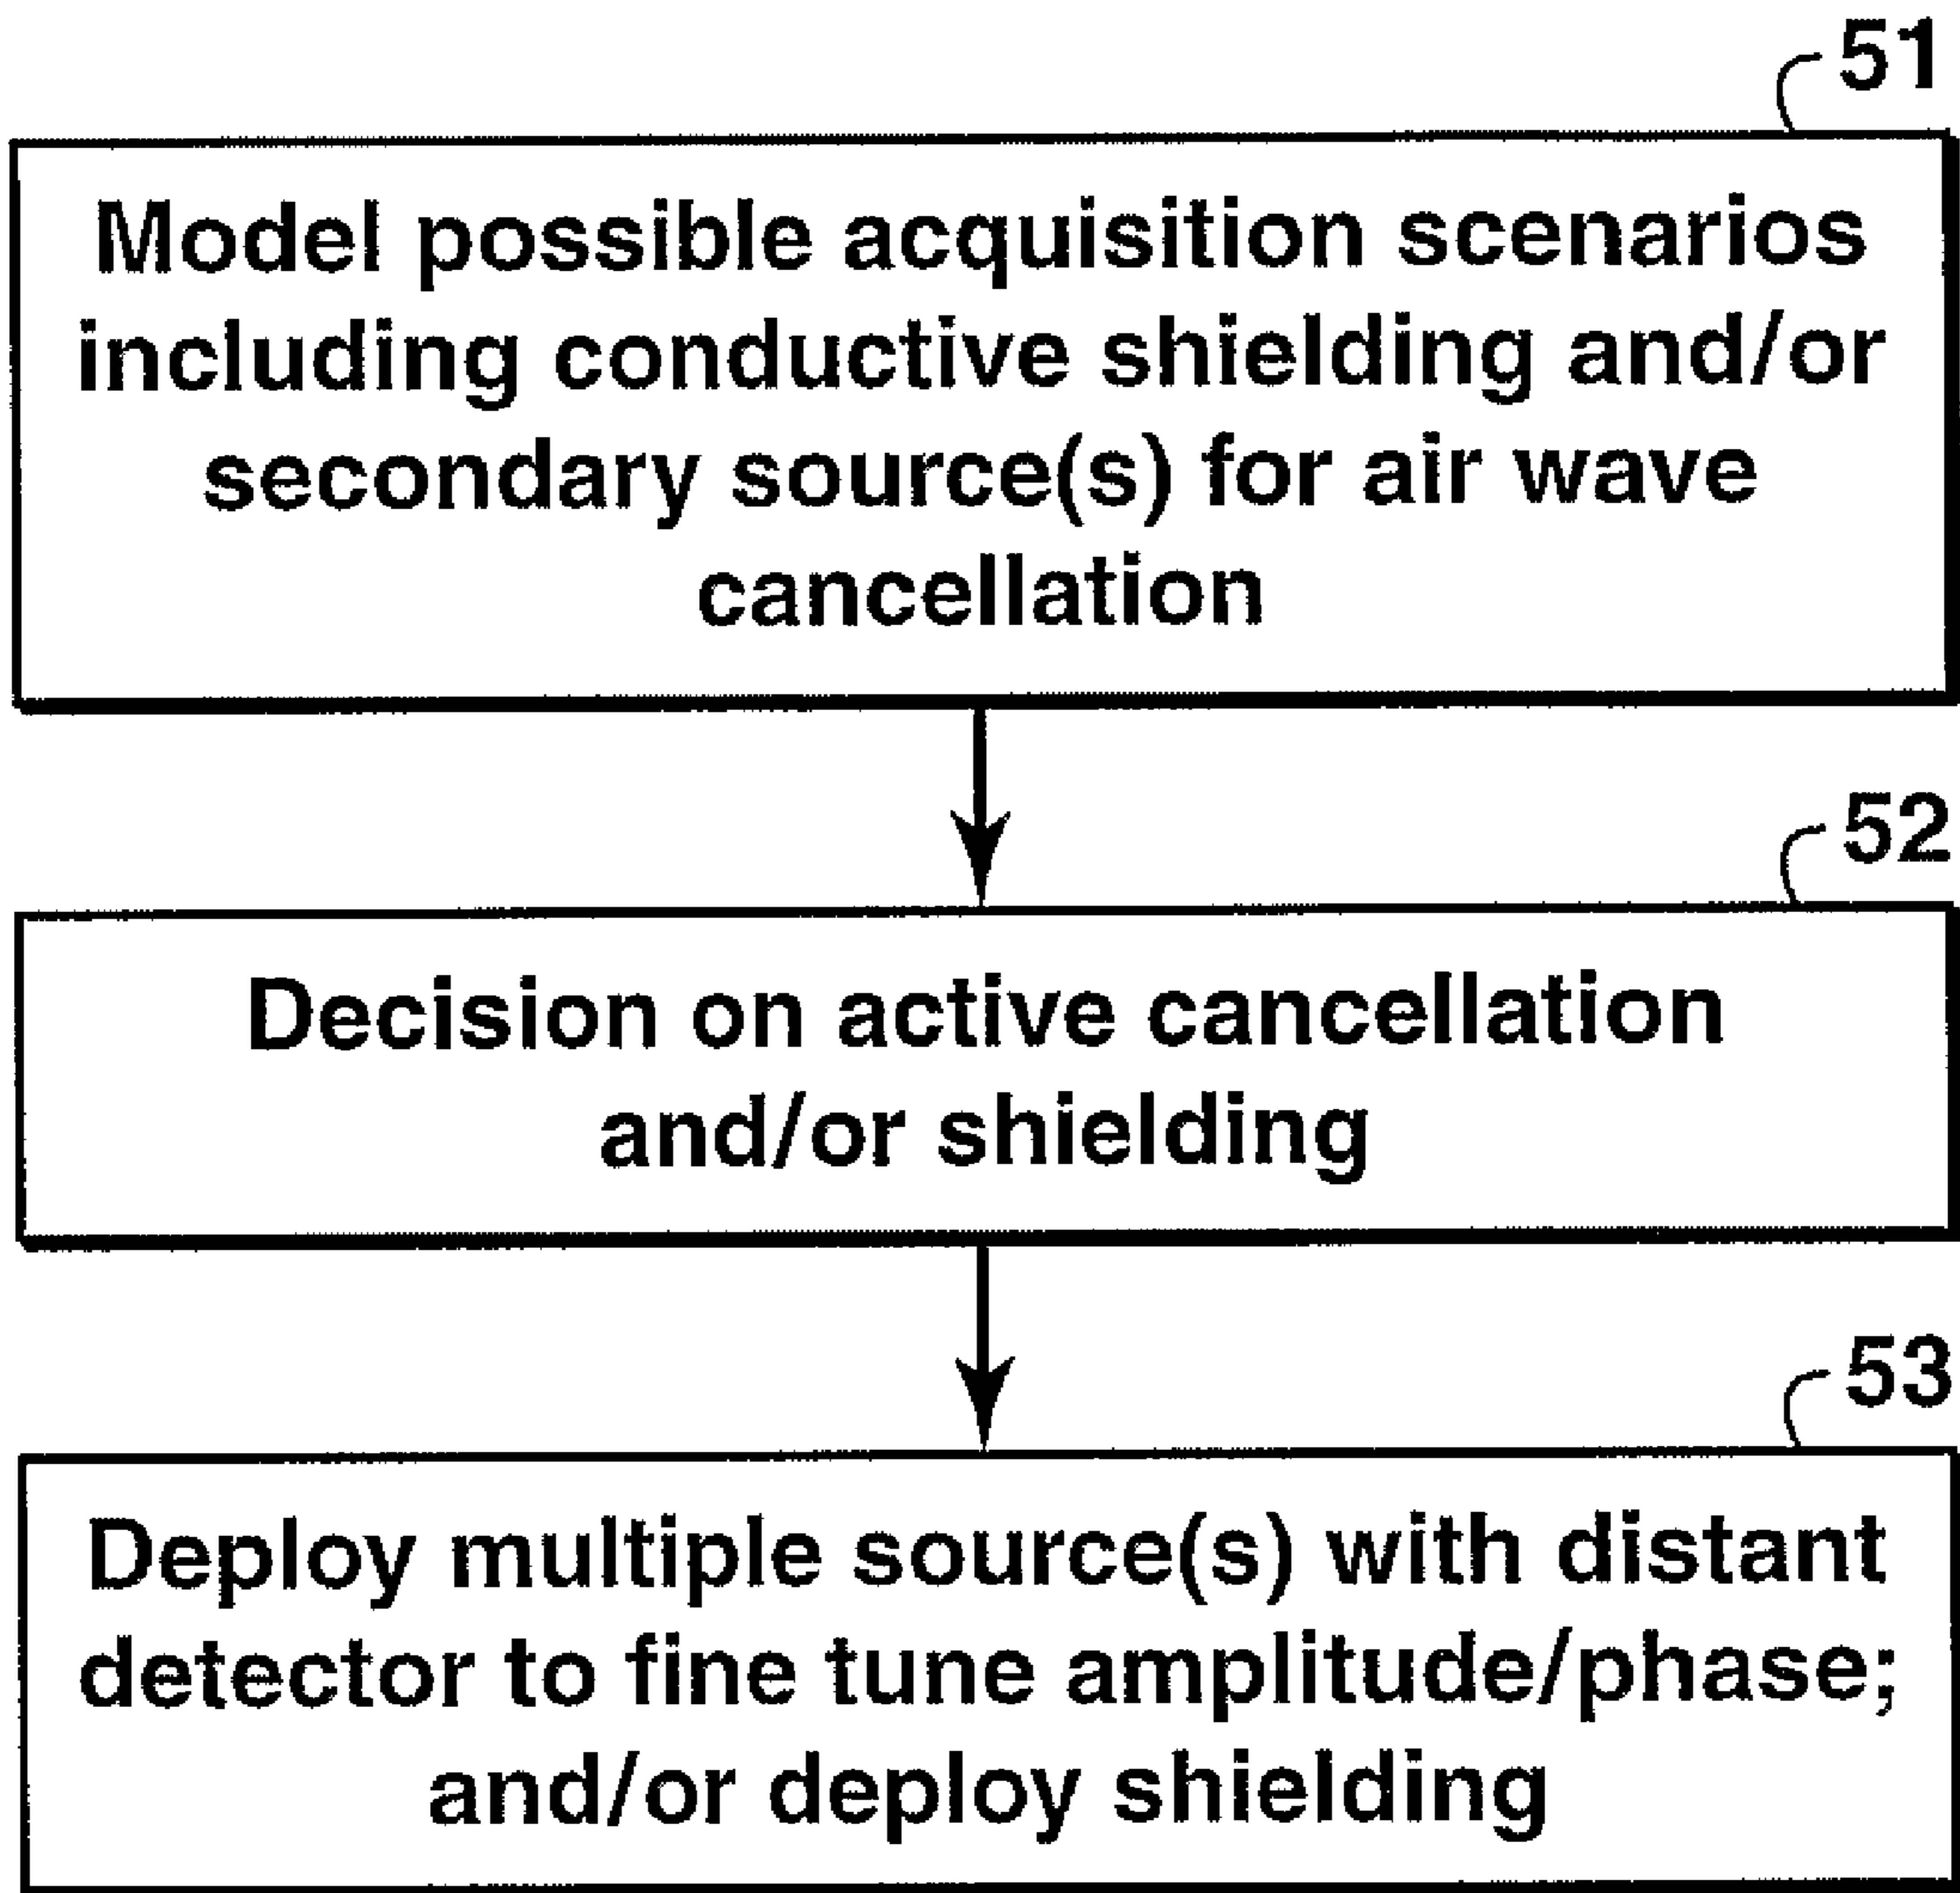 51
Model possible acquisition scenarios
including conductive shielding and/or
secondary source(s) for air wave
cancellation
52
Decision on active cancellation
and/or shielding
53
Deploy multiple source(s) with distant
detector to fine tune amplitude/phase;
and/or deploy shielding